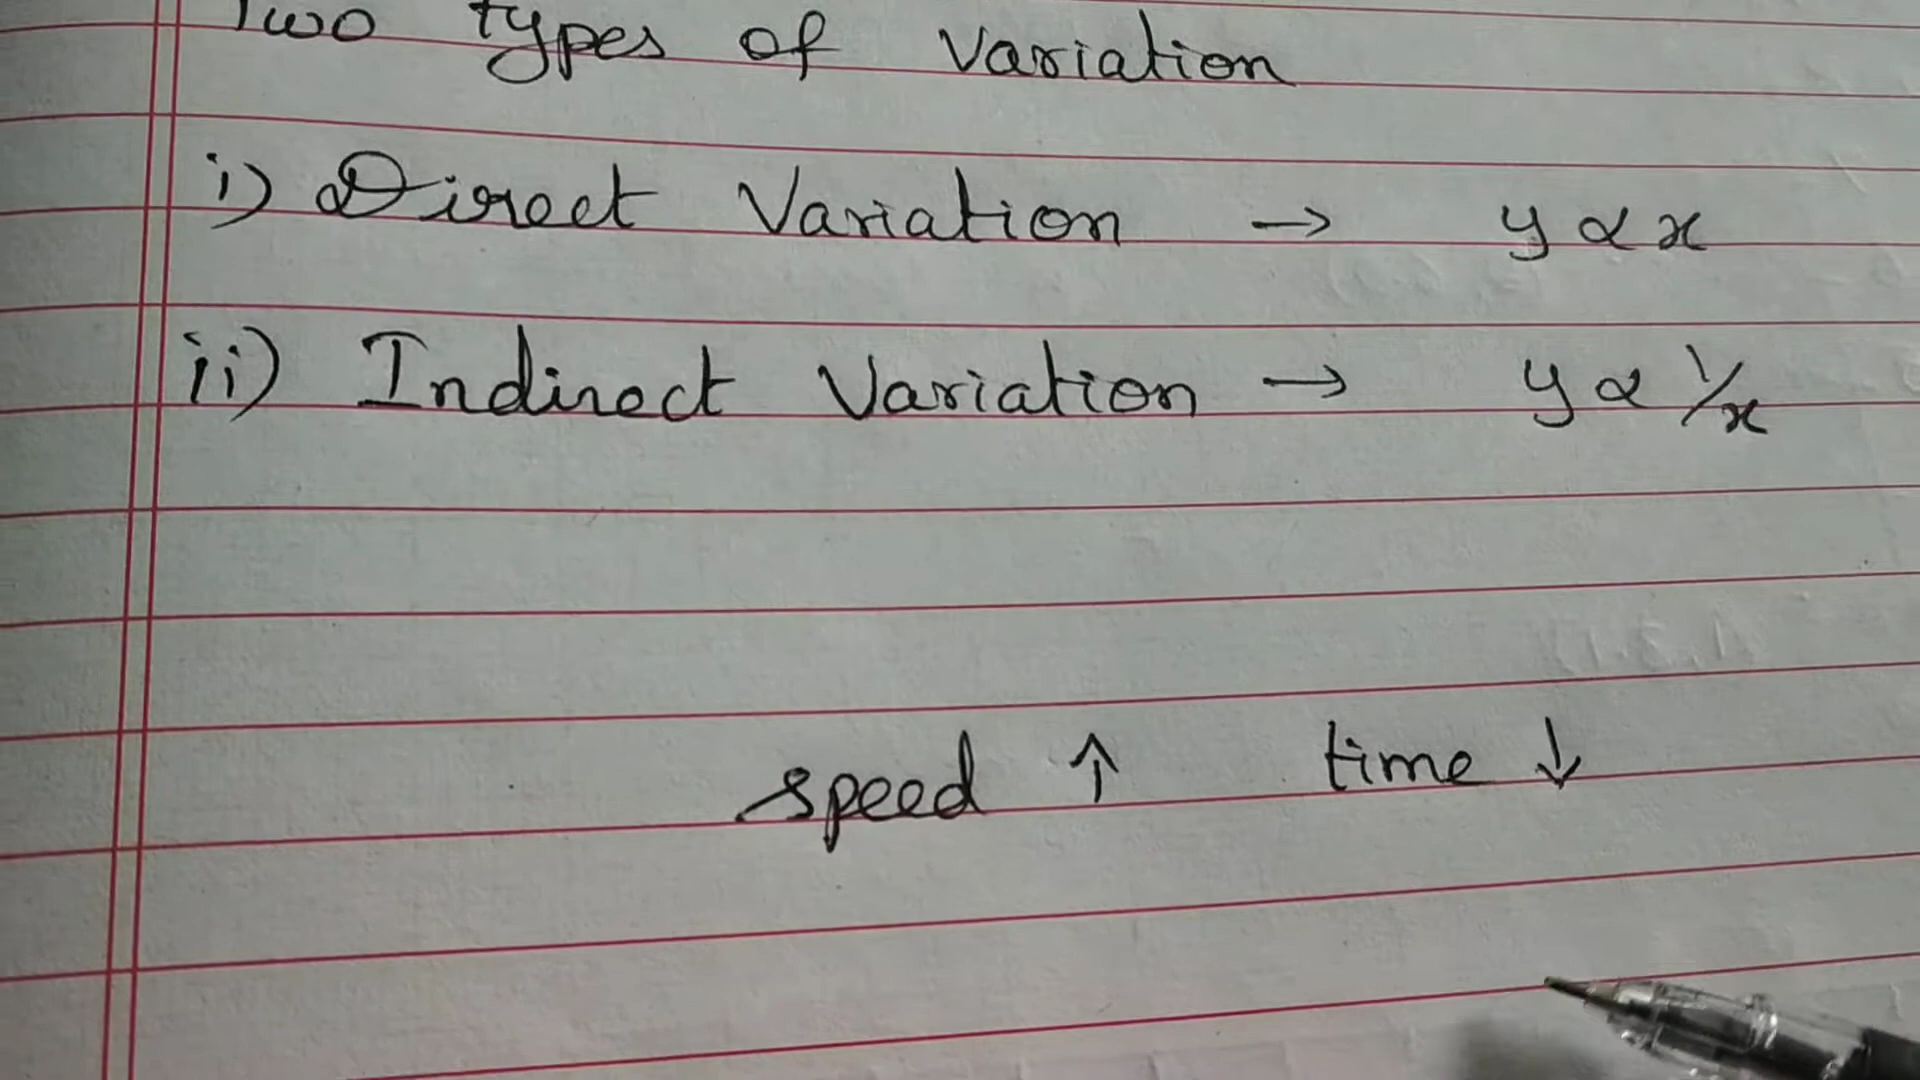 Two types of Variation
i) Direct Variation → y ∝ x
ii) Indirect Variation → y ∝ 1/x
speed ↑ time ↓